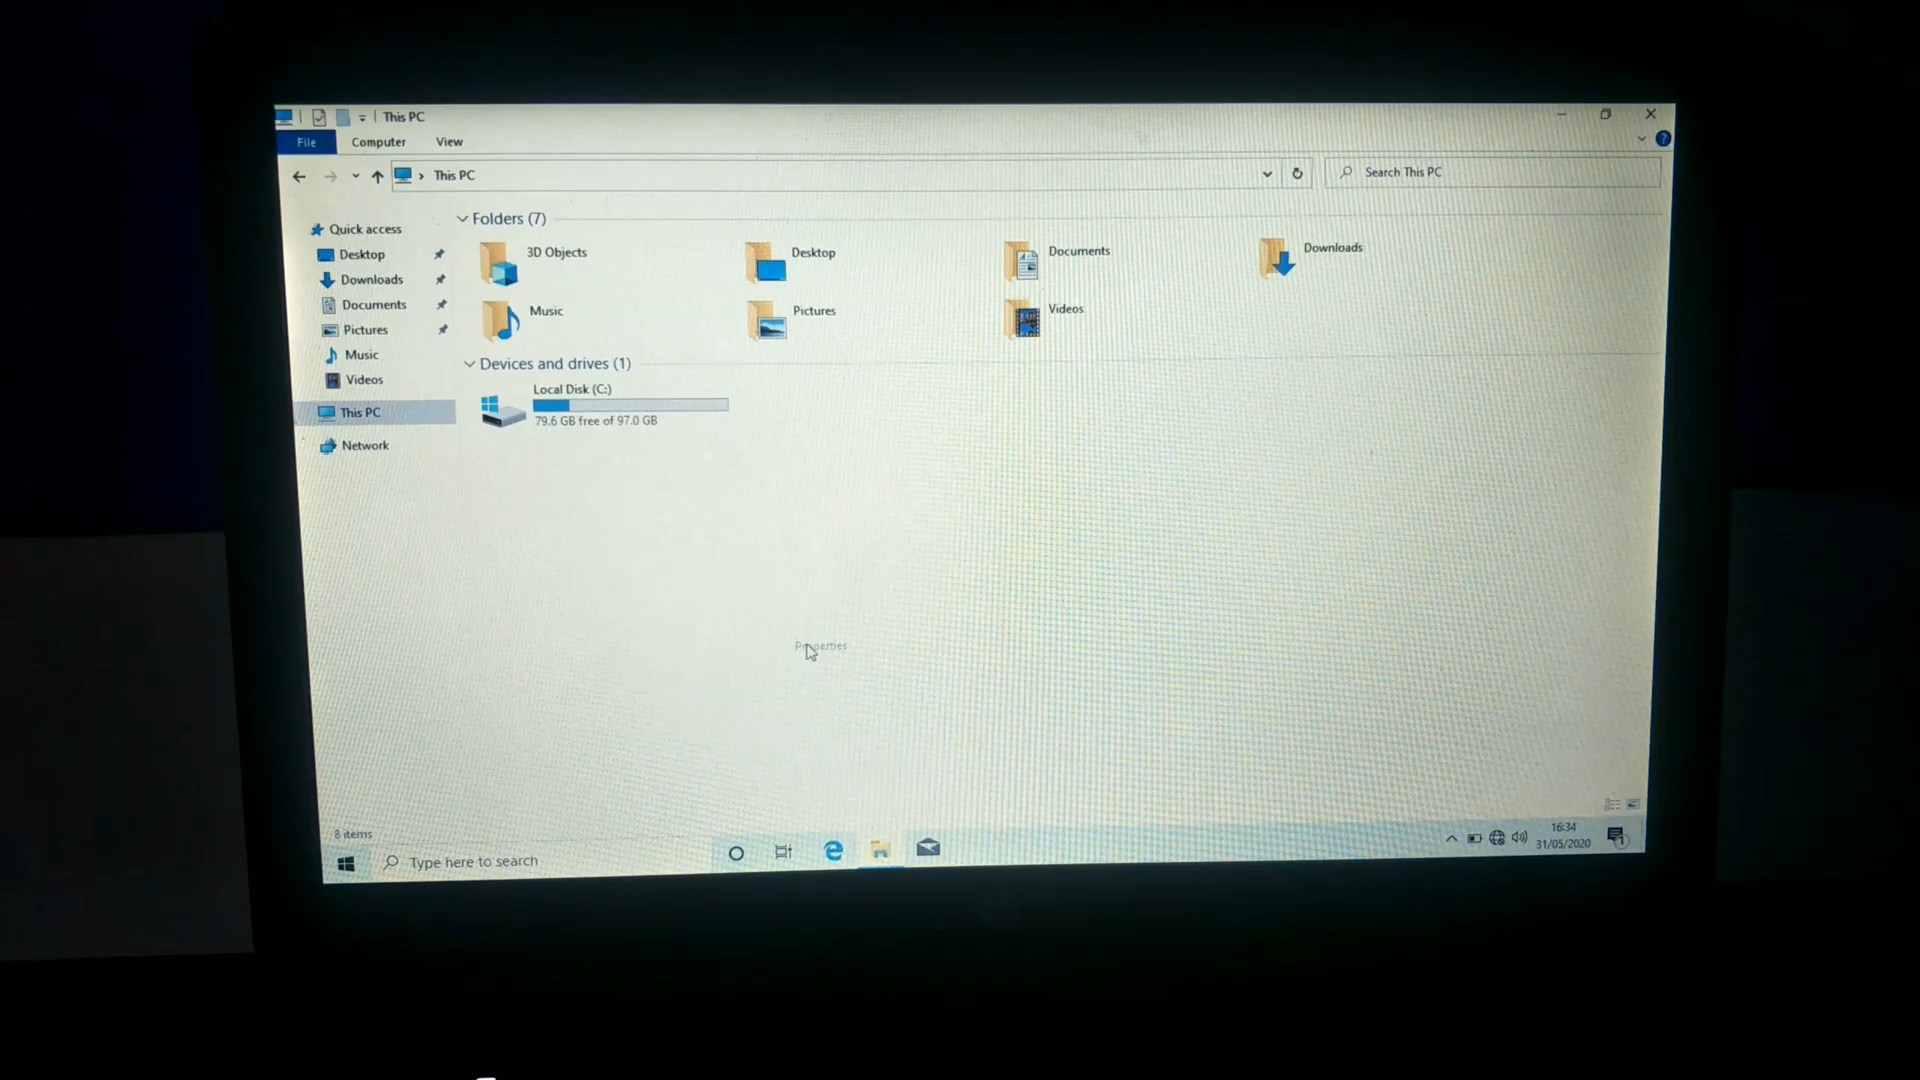 This PC
File Computer View
This PC
Search This PC
Quick access
Desktop
Downloads
Documents
Pictures
Music
Videos
This PC
Network
Folders (7)
3D Objects
Desktop
Documents
Downloads
Music
Pictures
Videos
Devices and drives (1)
Local Disk (C:)
79.6 GB free of 97.0 GB
Properties
8 items
Type here to search
16:34
31/05/2020
1